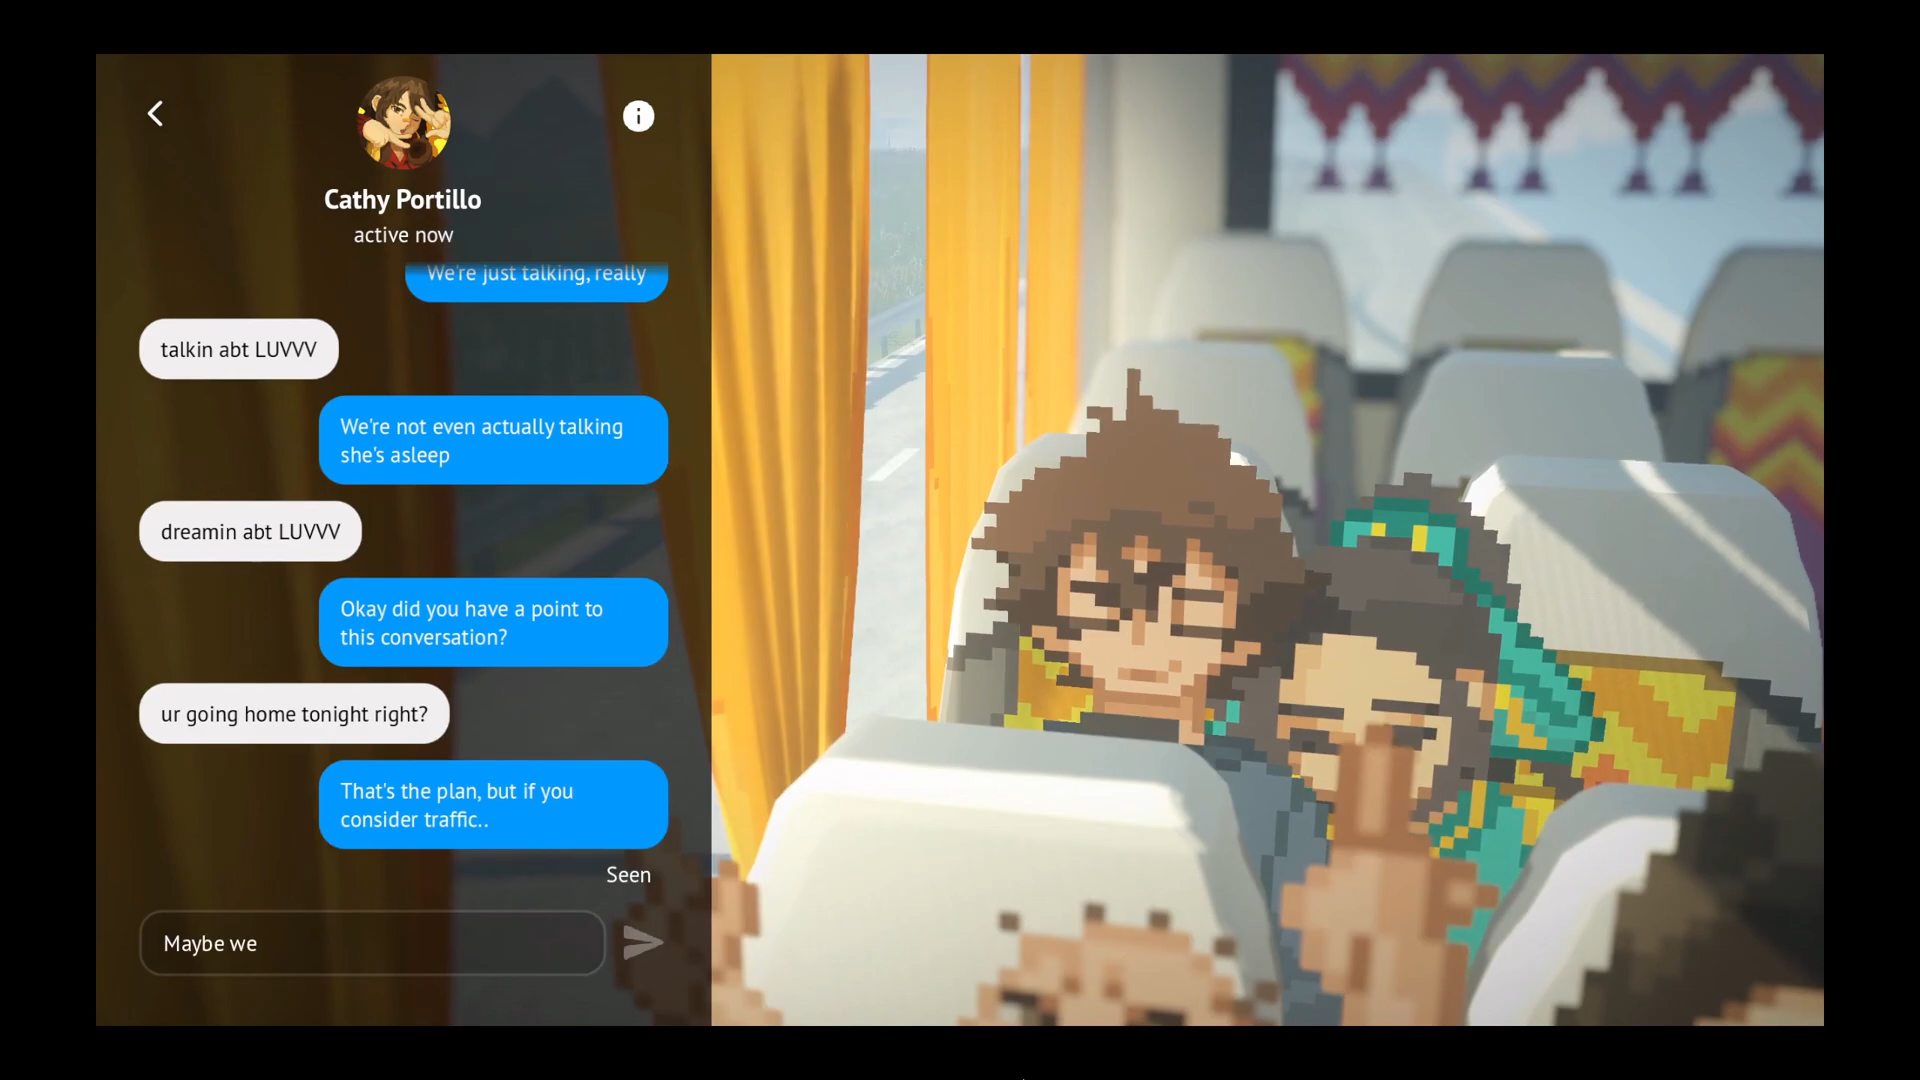 Cathy Portillo
active now
We're just talking, really
talkin abt LUVVV
We're not even actually talking
she's asleep
dreamin abt LUVVV
Okay did you have a point to
this conversation?
ur going home tonight right?
That's the plan, but if you
consider traffic..
Seen
Maybe we